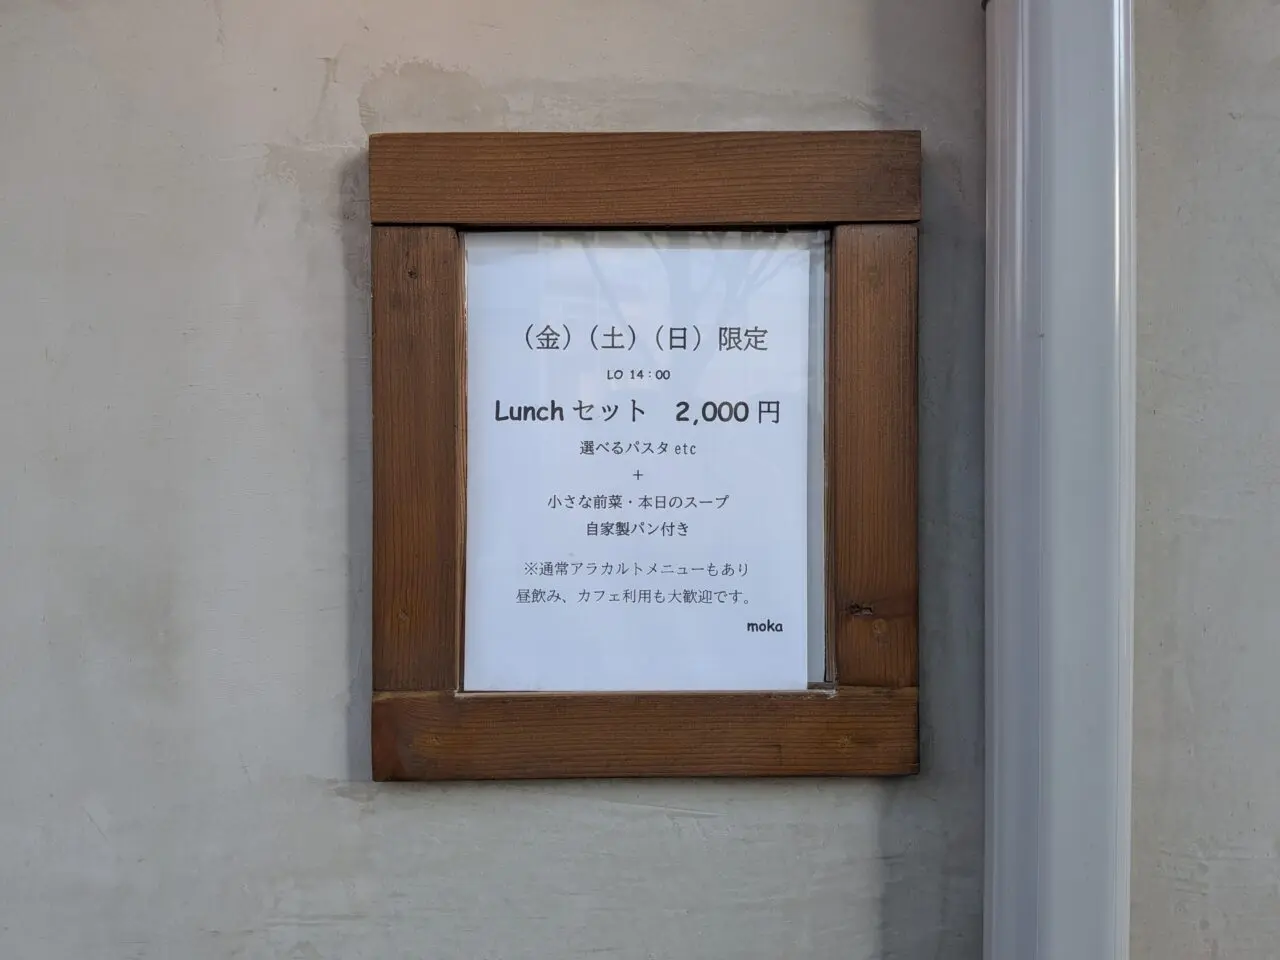 （金）（土）（日）限定
LO 14：00
Lunch セット　2,000 円
選べるパスタ etc
＋
小さな前菜・本日のスープ
自家製パン付き
※通常アラカルトメニューもあり
昼飲み、カフェ利用も大歓迎です。
moka